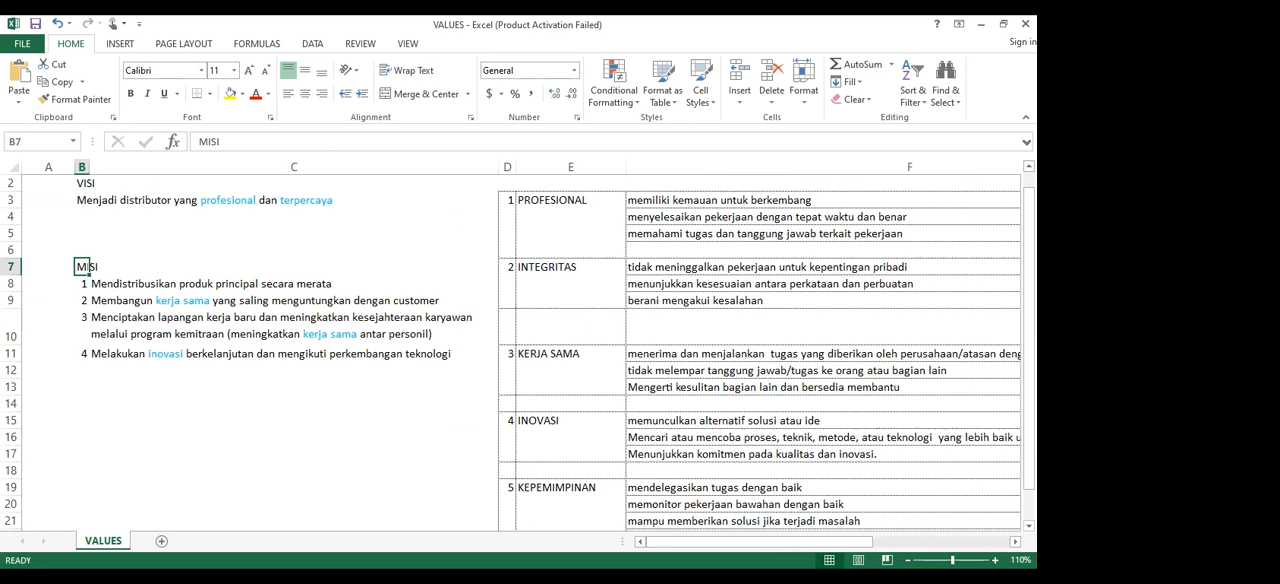 VALUES - Excel (Product Activation Failed)
FILE HOME INSERT PAGE LAYOUT FORMULAS DATA REVIEW VIEW Sign in
Paste Cut Copy Format Painter Clipboard
Calibri 11 Font
Wrap Text Merge & Center Alignment
General Number
Conditional Formatting Format as Table Cell Styles Styles
Insert Delete Format Cells
AutoSum Fill Clear Sort & Filter Find & Select Editing
B7 MISI
A B C D E F
2 VISI
3 Menjadi distributor yang profesional dan terpercaya 1 PROFESIONAL memiliki kemauan untuk berkembang
4 menyelesaikan pekerjaan dengan tepat waktu dan benar
5 memahami tugas dan tanggung jawab terkait pekerjaan
6
7 MISI 2 INTEGRITAS tidak meninggalkan pekerjaan untuk kepentingan pribadi
8 1 Mendistribusikan produk principal secara merata menunjukkan kesesuaian antara perkataan dan perbuatan
9 2 Membangun kerja sama yang saling menguntungkan dengan customer berani mengakui kesalahan
3 Menciptakan lapangan kerja baru dan meningkatkan kesejahteraan karyawan
10 melalui program kemitraan (meningkatkan kerja sama antar personil)
11 4 Melakukan inovasi berkelanjutan dan mengikuti perkembangan teknologi 3 KERJA SAMA menerima dan menjalankan tugas yang diberikan oleh perusahaan/atasan deng
12 tidak melempar tanggung jawab/tugas ke orang atau bagian lain
13 Mengerti kesulitan bagian lain dan bersedia membantu
14
15 4 INOVASI memunculkan alternatif solusi atau ide
16 Mencari atau mencoba proses, teknik, metode, atau teknologi yang lebih baik u
17 Menunjukkan komitmen pada kualitas dan inovasi.
18
19 5 KEPEMIMPINAN mendelegasikan tugas dengan baik
20 memonitor pekerjaan bawahan dengan baik
21 mampu memberikan solusi jika terjadi masalah
VALUES
READY 110%